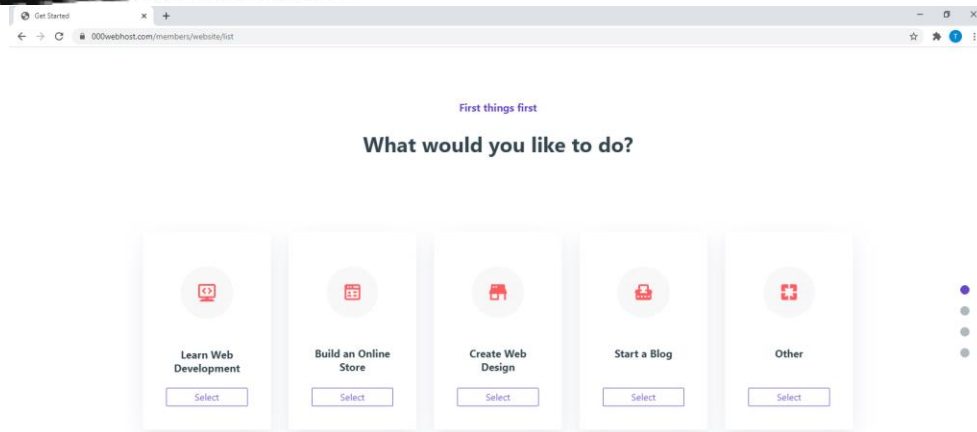 Get Started
000webhost.com/members/website/list
T
First things first
What would you like to do?
Learn Web
Development
Select
Build an Online
Store
Select
Create Web
Design
Select
Start a Blog
Select
Other
Select